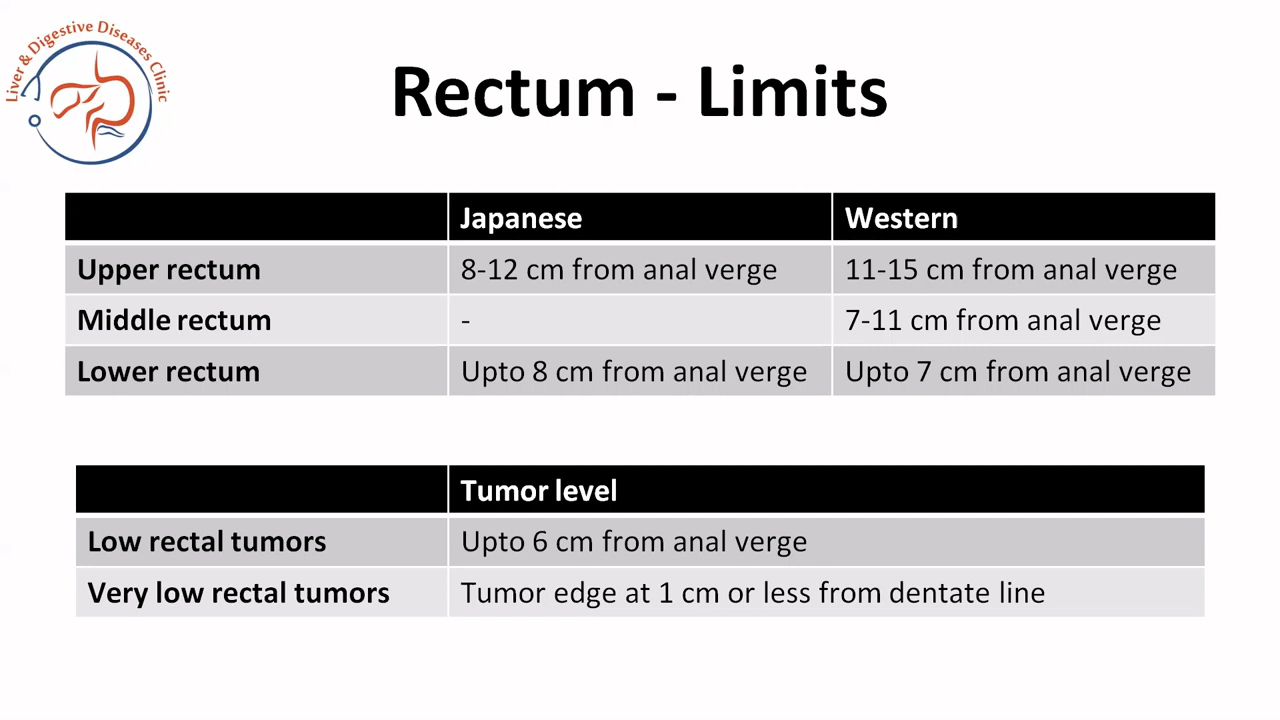 Liver & Digestive Diseases Clinic
Rectum - Limits
Japanese Western
Upper rectum 8-12 cm from anal verge 11-15 cm from anal verge
Middle rectum - 7-11 cm from anal verge
Lower rectum Upto 8 cm from anal verge Upto 7 cm from anal verge
Tumor level
Low rectal tumors Upto 6 cm from anal verge
Very low rectal tumors Tumor edge at 1 cm or less from dentate line